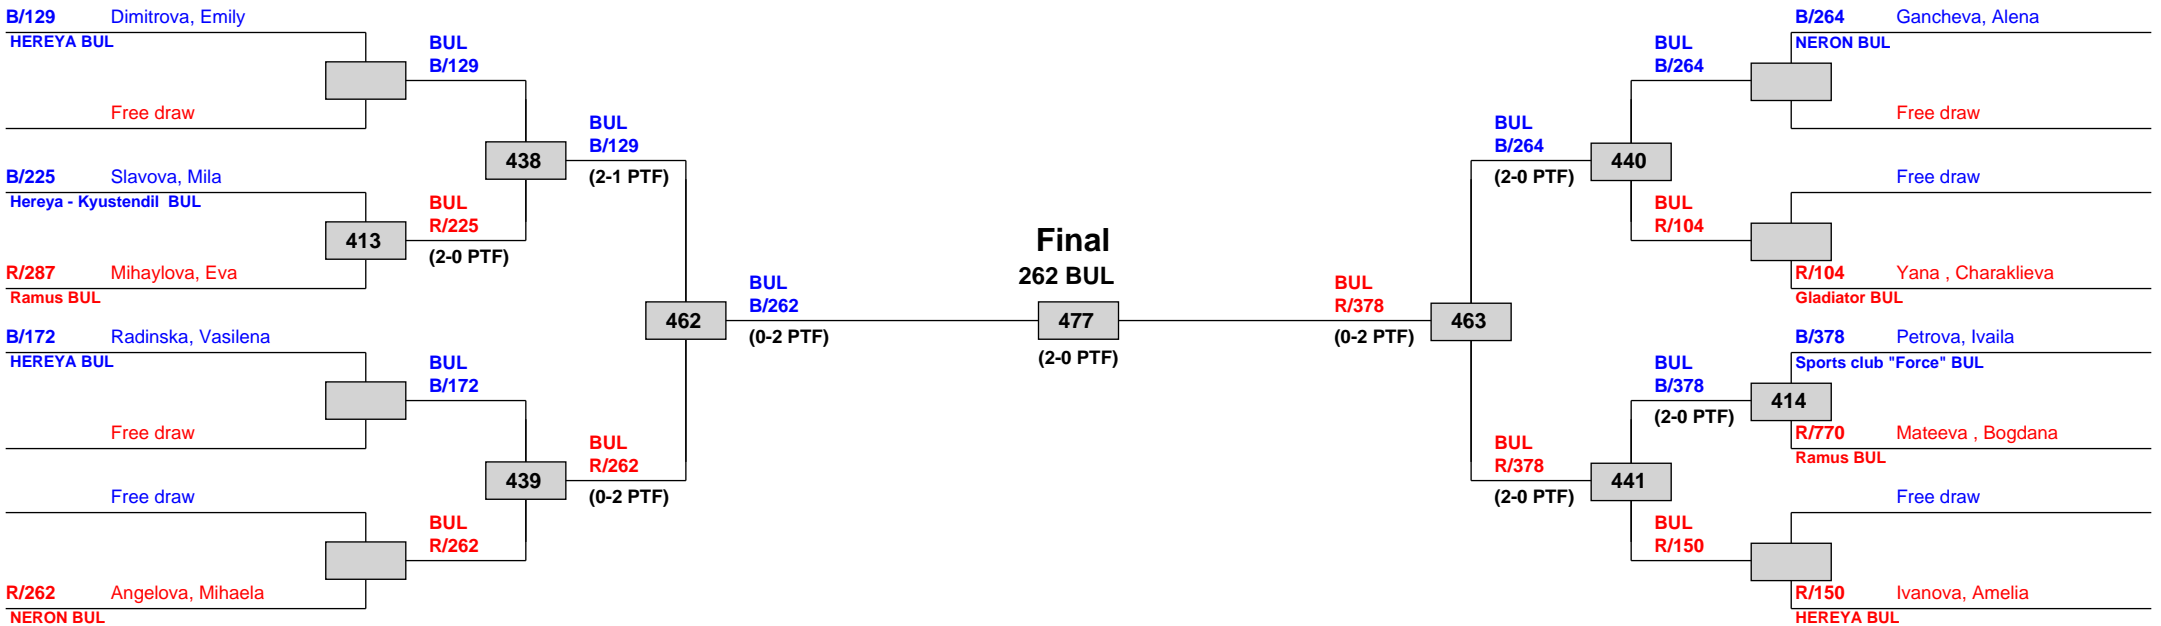 B/129 Dimitrova, Emily
HEREYA BUL
Free draw
B/225 Slavova, Mila
Hereya - Kyustendil BUL
R/287 Mihaylova, Eva
Ramus BUL
B/172 Radinska, Vasilena
HEREYA BUL
Free draw
Free draw
R/262 Angelova, Mihaela
NERON BUL
BUL
B/129
413
BUL
R/225
(2-0 PTF)
BUL
B/172
BUL
R/262
438
BUL
B/129
(2-1 PTF)
439
BUL
R/262
(0-2 PTF)
462
BUL
B/262
(0-2 PTF)
Final
262 BUL
477
(2-0 PTF)
BUL
R/378
(0-2 PTF)
463
BUL
B/264
(2-0 PTF)
440
BUL
R/378
(2-0 PTF)
441
BUL
B/264
BUL
R/104
BUL
B/378
(2-0 PTF)
414
BUL
R/150
B/264 Gancheva, Alena
NERON BUL
Free draw
Free draw
R/104 Yana , Charaklieva
Gladiator BUL
B/378 Petrova, Ivaila
Sports club "Force" BUL
R/770 Mateeva , Bogdana
Ramus BUL
Free draw
R/150 Ivanova, Amelia
HEREYA BUL